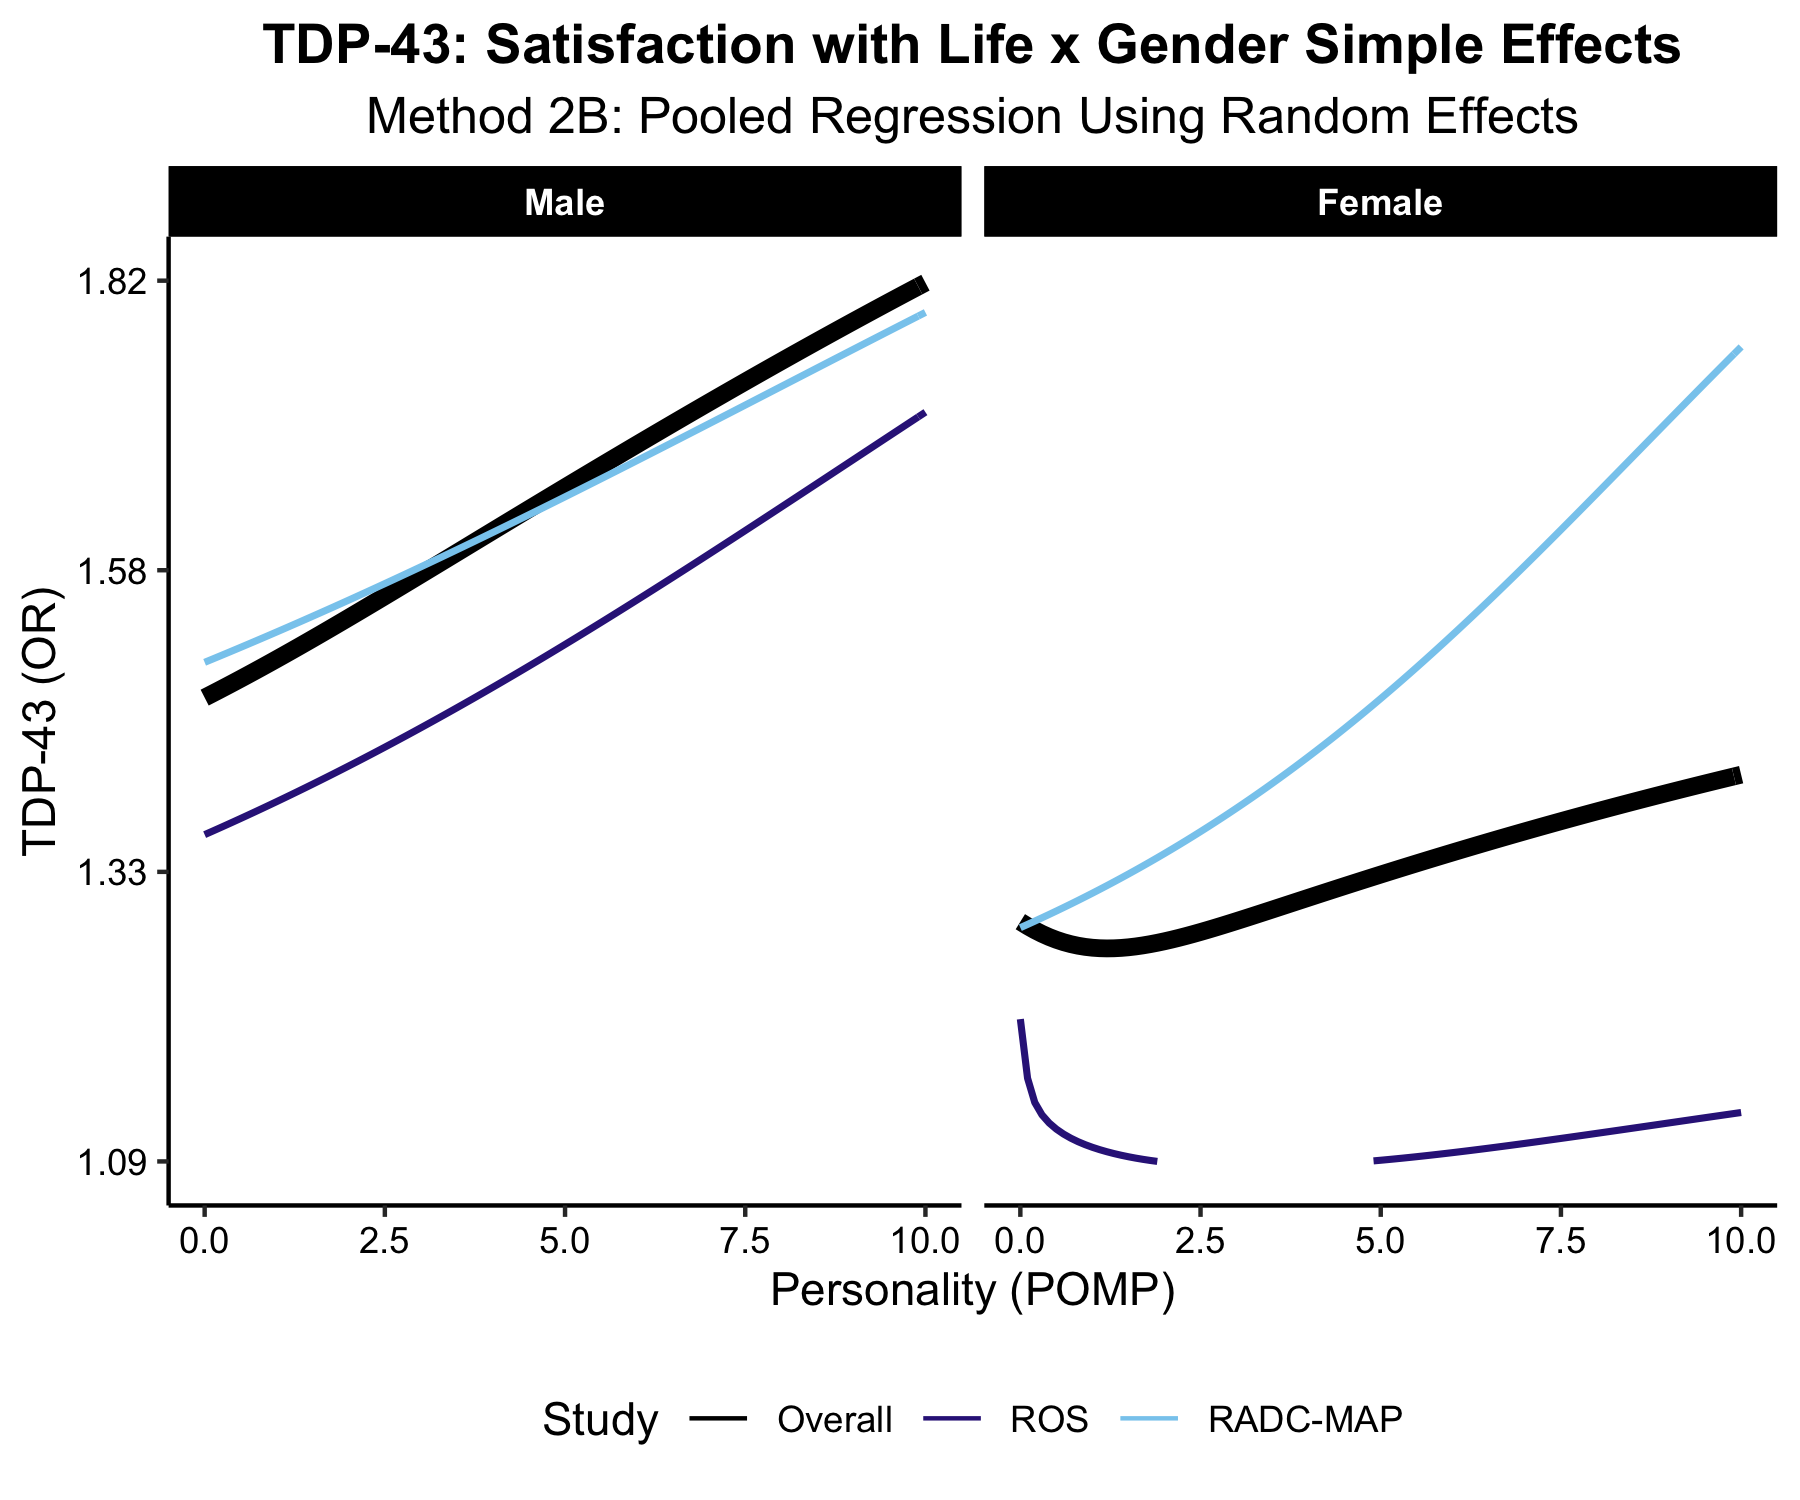 TDP-43: Satisfaction with Life x Gender Simple Effects
Method 2B: Pooled Regression Using Random Effects
Male
Female
TDP-43 (OR)
1.82
1.58
1.33
1.09
0.0 2.5 5.0 7.5 10.0
0.0 2.5 5.0 7.5 10.0
Personality (POMP)
Study Overall ROS RADC-MAP